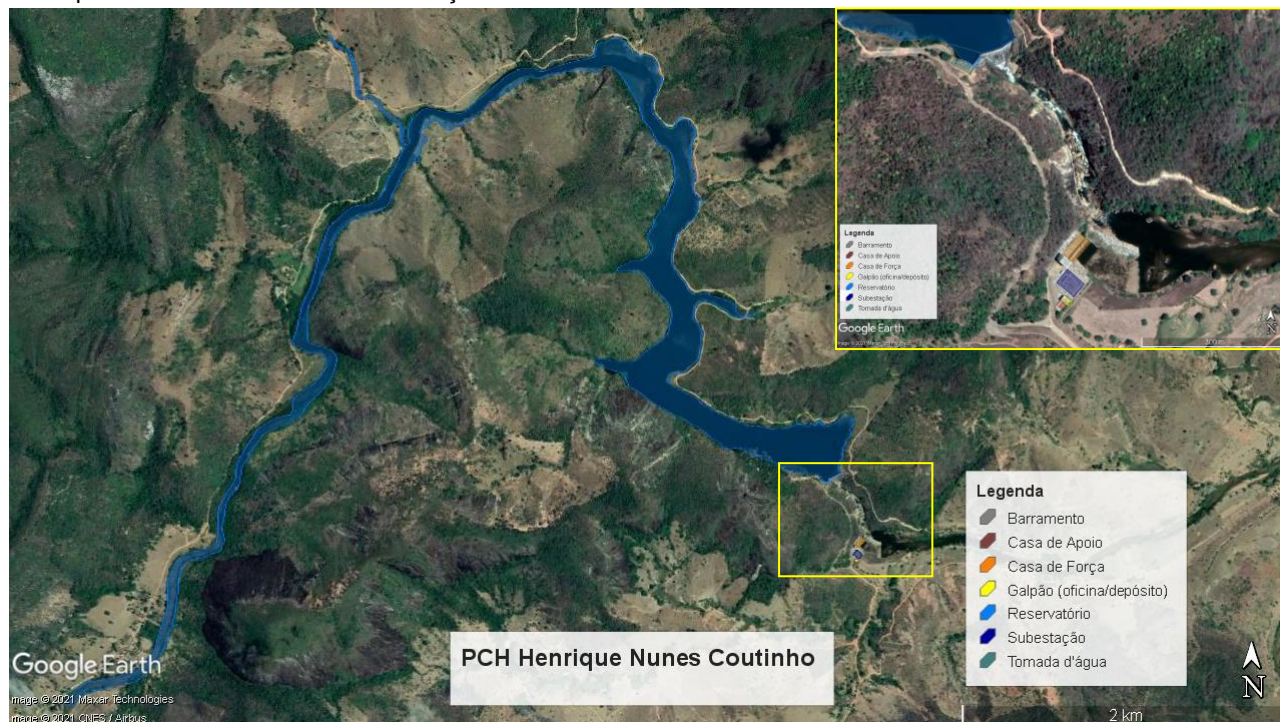 Legenda
Barramento
Casa de Apoio
Casa de Força
Galpão (oficina/depósito)
Reservatório
Subestação
Tomada d'água
Google Earth
N
Legenda
Barramento
Casa de Apoio
Casa de Força
Galpão (oficina/depósito)
Reservatório
Subestação
Tomada d'água
PCH Henrique Nunes Coutinho
Google Earth
Image © 2021 Maxar Technologies
Image © 2021 CNES / Airbus
N
2 km